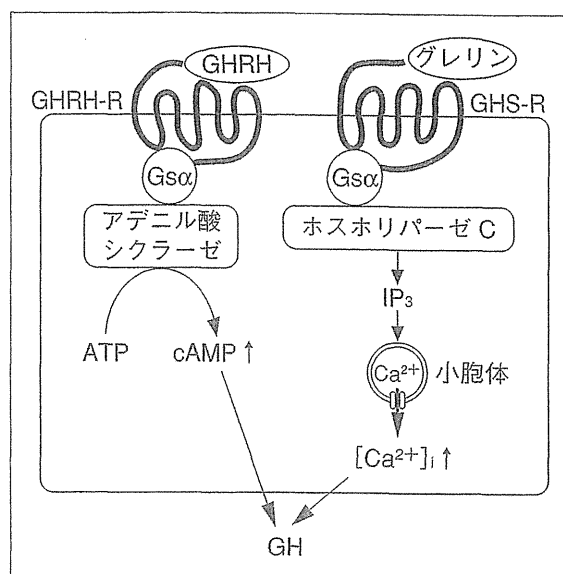 GHRH
グレリン
GHRH-R
GHS-R
Gsα
Gsα
アデニル酸
シクラーゼ
ホスホリパーゼ C
IP₃
ATP
cAMP ↑
Ca²⁺
小胞体
[Ca²⁺]ᵢ ↑
GH